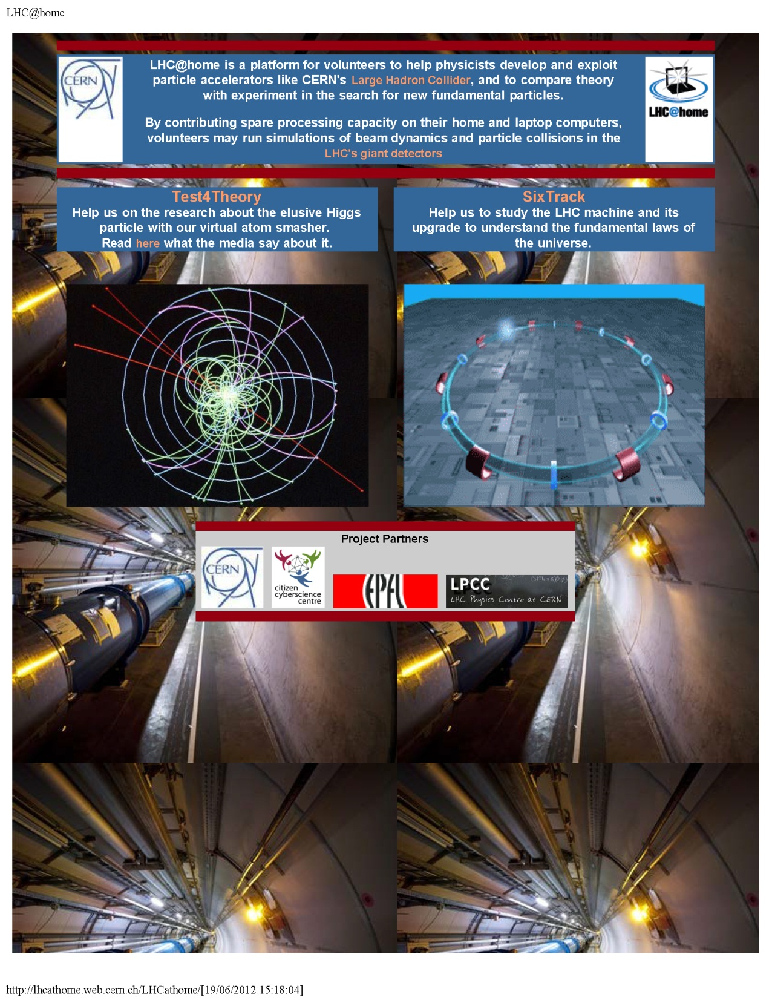 LHC@home
CERN
LHC@home is a platform for volunteers to help physicists develop and exploit
particle accelerators like CERN's Large Hadron Collider, and to compare theory
with experiment in the search for new fundamental particles.
By contributing spare processing capacity on their home and laptop computers,
volunteers may run simulations of beam dynamics and particle collisions in the
LHC's giant detectors
LHC@home
Test4Theory
Help us on the research about the elusive Higgs
particle with our virtual atom smasher.
Read here what the media say about it.
SixTrack
Help us to study the LHC machine and its
upgrade to understand the fundamental laws of
the universe.
Project Partners
CERN
citizen
cyberscience
centre
EPFL
LPCC
LHC Physics Centre at CERN
http://lhcathome.web.cern.ch/LHCathome/[19/06/2012 15:18:04]